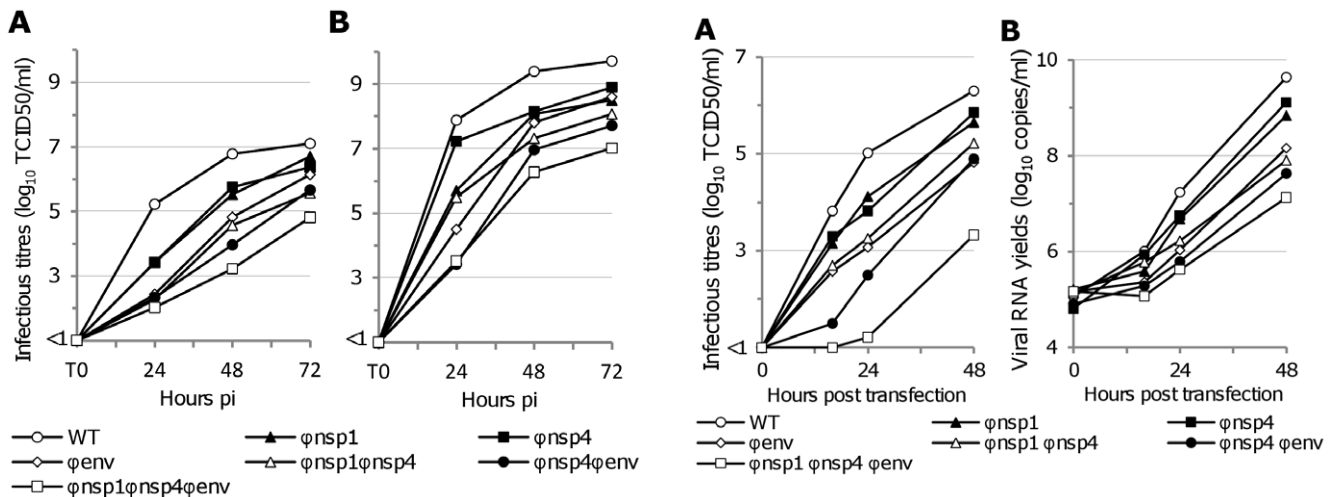 A
B
A
B
Infectious titres (log10 TCID50/ml)
9
7
5
3
<1
T0 24 48 72
Hours pi
9
7
5
3
<1
T0 24 48 72
Hours pi
WT φnsp1 φnsp4
φenv φnsp1φnsp4 φnsp4φenv
φnsp1φnsp4φenv
Infectious titres (log10 TCID50/ml)
7
5
3
<1
0 16 24 48
Hours post transfection
Viral RNA yields (log10 copies/ml)
10
8
6
4
0 24 48
Hours post transfection
WT φnsp1 φnsp4
φenv φnsp1 φnsp4 φnsp4 φenv
φnsp1 φnsp4 φenv